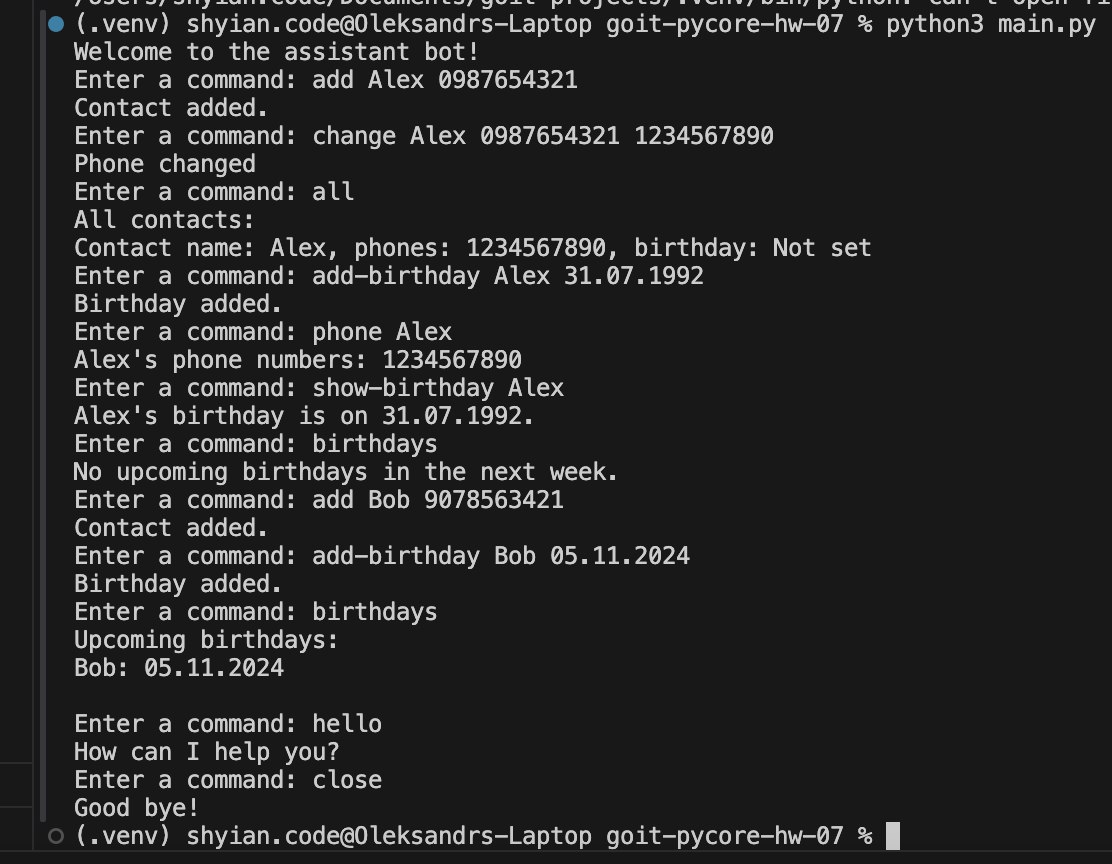 (.venv) shyian.code@Oleksandrs-Laptop goit-pycore-hw-07 % python3 main.py
Welcome to the assistant bot!
Enter a command: add Alex 0987654321
Contact added.
Enter a command: change Alex 0987654321 1234567890
Phone changed
Enter a command: all
All contacts:
Contact name: Alex, phones: 1234567890, birthday: Not set
Enter a command: add-birthday Alex 31.07.1992
Birthday added.
Enter a command: phone Alex
Alex's phone numbers: 1234567890
Enter a command: show-birthday Alex
Alex's birthday is on 31.07.1992.
Enter a command: birthdays
No upcoming birthdays in the next week.
Enter a command: add Bob 9078563421
Contact added.
Enter a command: add-birthday Bob 05.11.2024
Birthday added.
Enter a command: birthdays
Upcoming birthdays:
Bob: 05.11.2024
Enter a command: hello
How can I help you?
Enter a command: close
Good bye!
(.venv) shyian.code@Oleksandrs-Laptop goit-pycore-hw-07 %